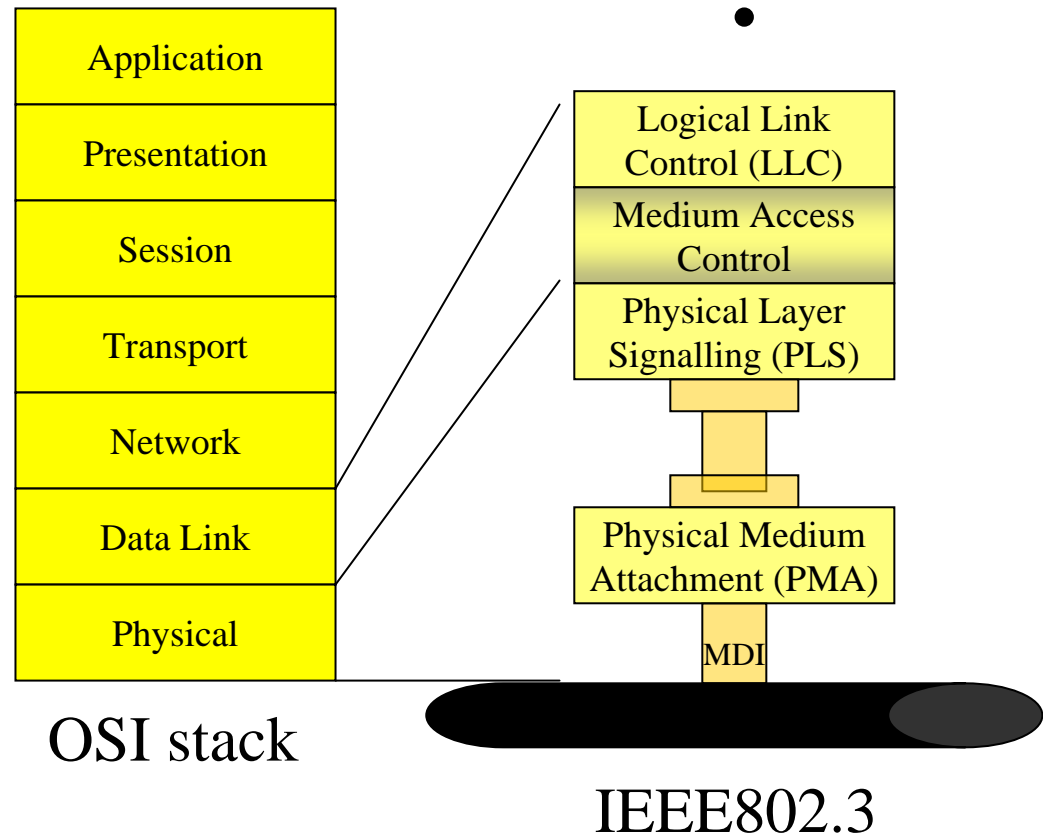 Application
Presentation
Session
Transport
Network
Data Link
Physical
OSI stack
Logical Link
Control (LLC)
Medium Access
Control
Physical Layer
Signalling (PLS)
Physical Medium
Attachment (PMA)
MDI
IEEE802.3